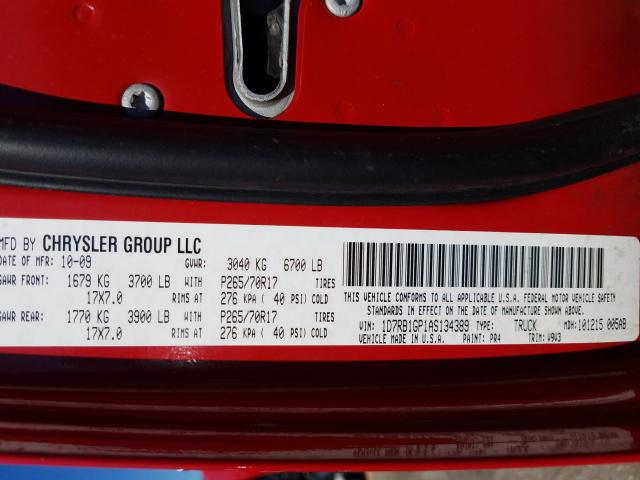 MFD BY CHRYSLER GROUP LLC
DATE OF MFR: 10-09 GVWR: 3040 KG 6700 LB
GAWR FRONT: 1679 KG 3700 LB P265/70R17 TIRES
17X7.0 RIMS AT 276 KPA ( 40 PSI) COLD
GAWR REAR: 1770 KG 3900 LB P265/70R17 TIRES
17X7.0 RIMS AT 276 KPA ( 40 PSI) COLD
THIS VEHICLE CONFORMS TO ALL APPLICABLE U.S.A. FEDERAL MOTOR VEHICLE SAFETY
STANDARDS IN EFFECT ON THE DATE OF MANUFACTURE SHOWN ABOVE.
VIN: 1D7RB1GP1AS134389 TYPE: TRUCK MDH: 101215 005AB
VEHICLE MADE IN U.S.A. PAINT: PR4 TRIM: V9V3